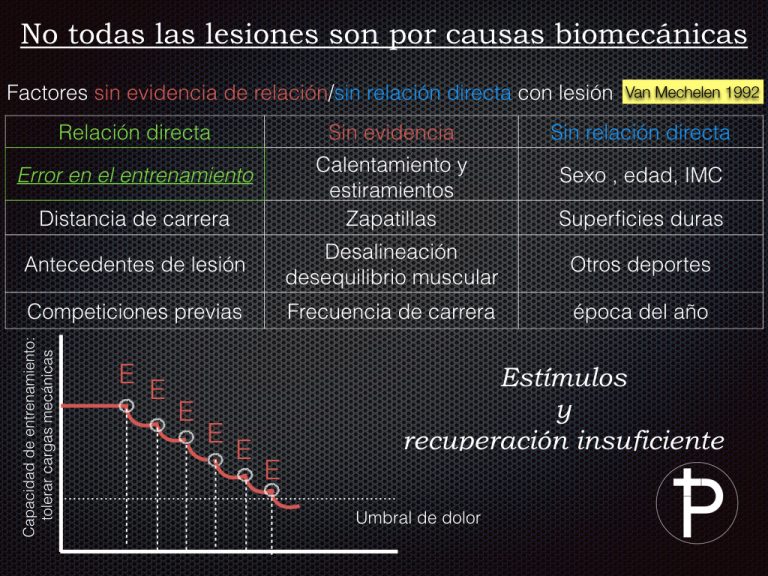 No todas las lesiones son por causas biomecánicas
Factores sin evidencia de relación/sin relación directa con lesión Van Mechelen 1992
Relación directa Sin evidencia Sin relación directa
Error en el entrenamiento Calentamiento y estiramientos Sexo , edad, IMC
Distancia de carrera Zapatillas Superficies duras
Antecedentes de lesión Desalineación desequilibrio muscular Otros deportes
Competiciones previas Frecuencia de carrera época del año
Capacidad de entrenamiento:
tolerar cargas mecánicas
E
E
E
E
E
E
Umbral de dolor
Estímulos
y
recuperación insuficiente